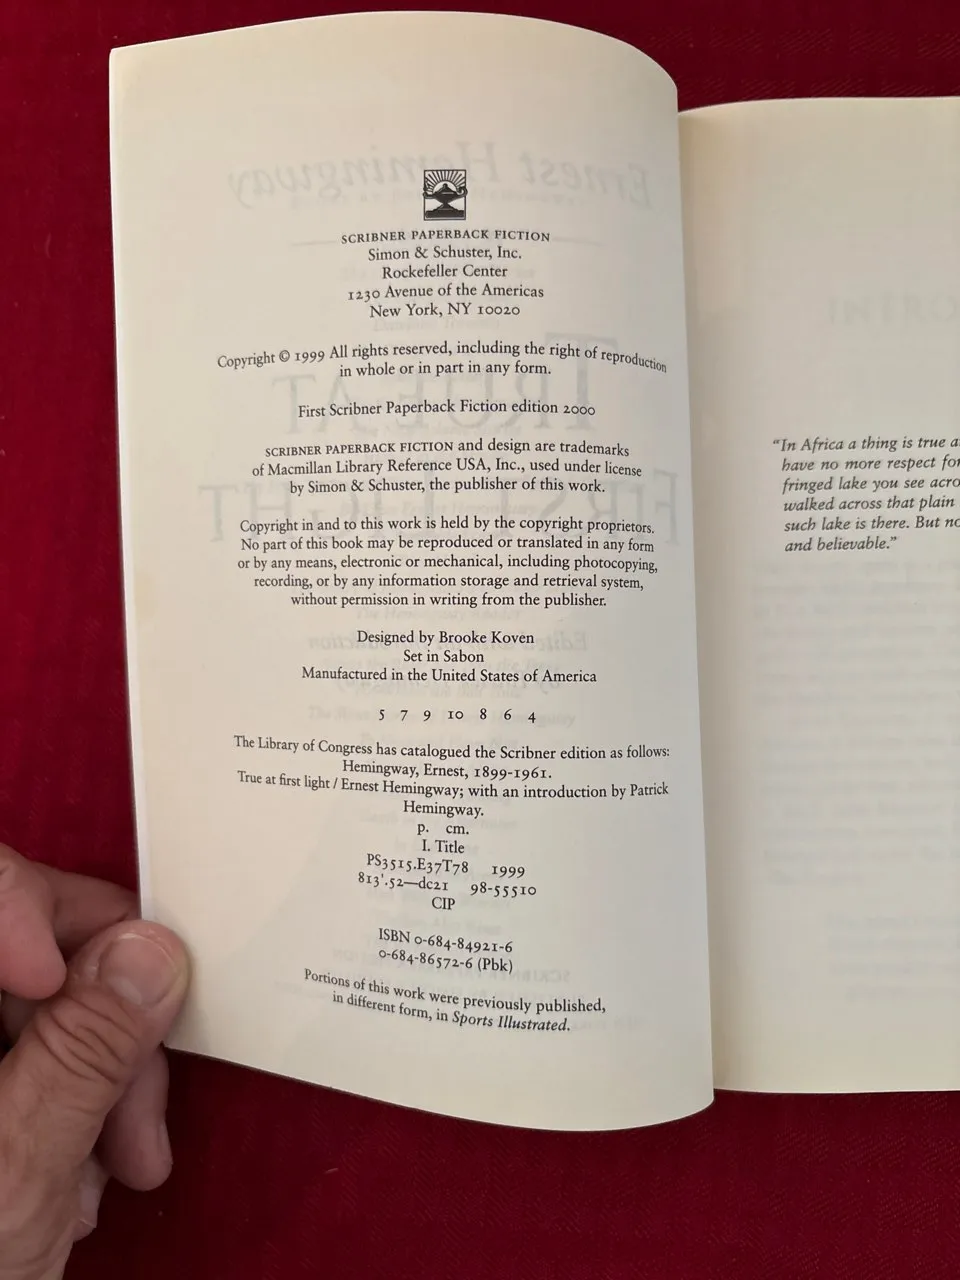 SCRIBNER PAPERBACK FICTION
Simon & Schuster, Inc.
Rockefeller Center
1230 Avenue of the Americas
New York, NY 10020
Copyright © 1999 All rights reserved, including the right of reproduction
in whole or in part in any form.
First Scribner Paperback Fiction edition 2000
SCRIBNER PAPERBACK FICTION and design are trademarks
of Macmillan Library Reference USA, Inc., used under license
by Simon & Schuster, the publisher of this work.
Copyright in and to this work is held by the copyright proprietors.
No part of this book may be reproduced or translated in any form
or by any means, electronic or mechanical, including photocopying,
recording, or by any information storage and retrieval system,
without permission in writing from the publisher.
Designed by Brooke Koven
Set in Sabon
Manufactured in the United States of America
5 7 9 10 8 6 4
The Library of Congress has catalogued the Scribner edition as follows:
Hemingway, Ernest, 1899-1961.
True at first light / Ernest Hemingway; with an introduction by Patrick
Hemingway.
p. cm.
I. Title
PS3515.E37T78 1999
813'.52—dc21 98-55510
CIP
ISBN 0-684-84921-6
0-684-86572-6 (Pbk)
Portions of this work were previously published,
in different form, in Sports Illustrated.
"In Africa a thing is true a
have no more respect for
fringed lake you see acro
walked across that plain
such lake is there. But no
and believable."